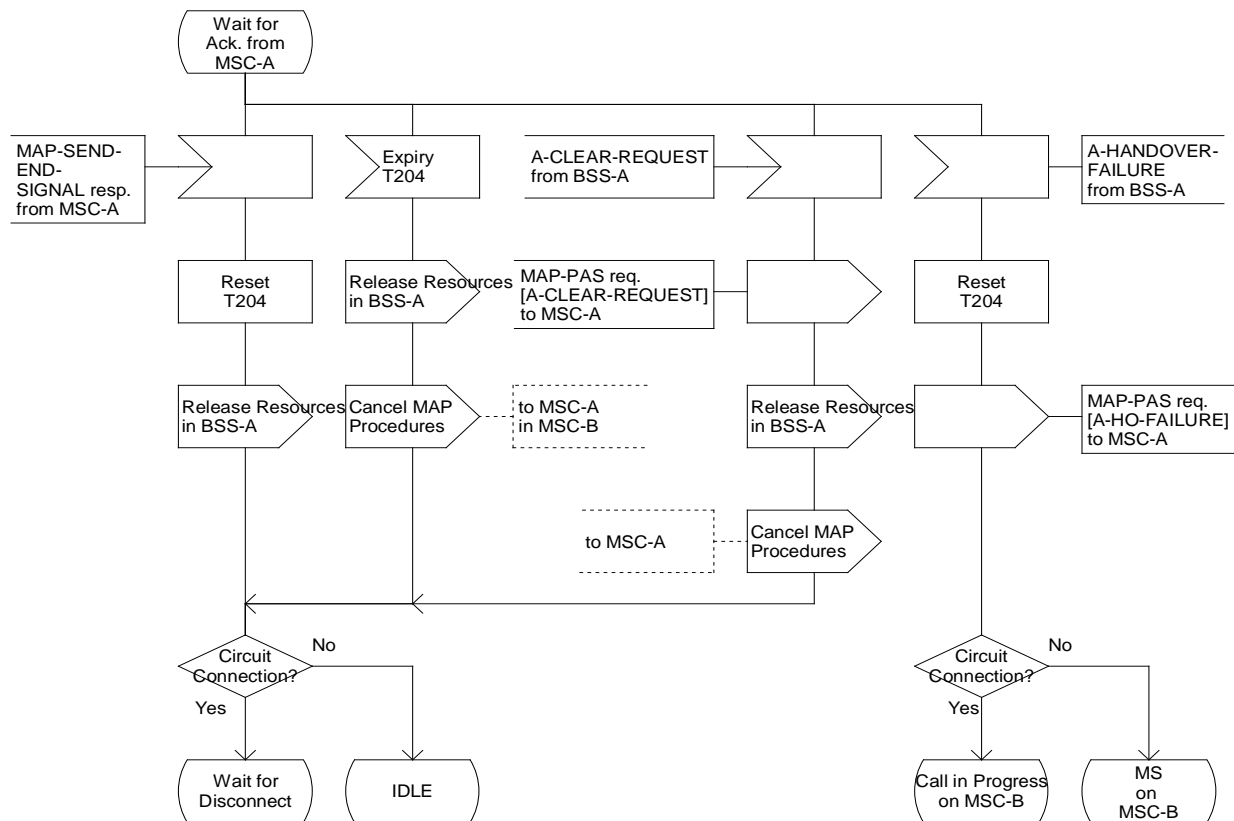 Wait for
Ack. from
MSC-A
MAP-SEND-
END-
SIGNAL resp.
from MSC-A
Expiry
T204
A-CLEAR-REQUEST
from BSS-A
A-HANDOVER-
FAILURE
from BSS-A
Reset
T204
Release Resources
in BSS-A
MAP-PAS req.
[A-CLEAR-REQUEST]
to MSC-A
Reset
T204
Release Resources
in BSS-A
Cancel MAP
Procedures
to MSC-A
in MSC-B
Release Resources
in BSS-A
MAP-PAS req.
[A-HO-FAILURE]
to MSC-A
to MSC-A
Cancel MAP
Procedures
Circuit
Connection?
No
Yes
Circuit
Connection?
No
Yes
Wait for
Disconnect
IDLE
Call in Progress
on MSC-B
MS
on
MSC-B